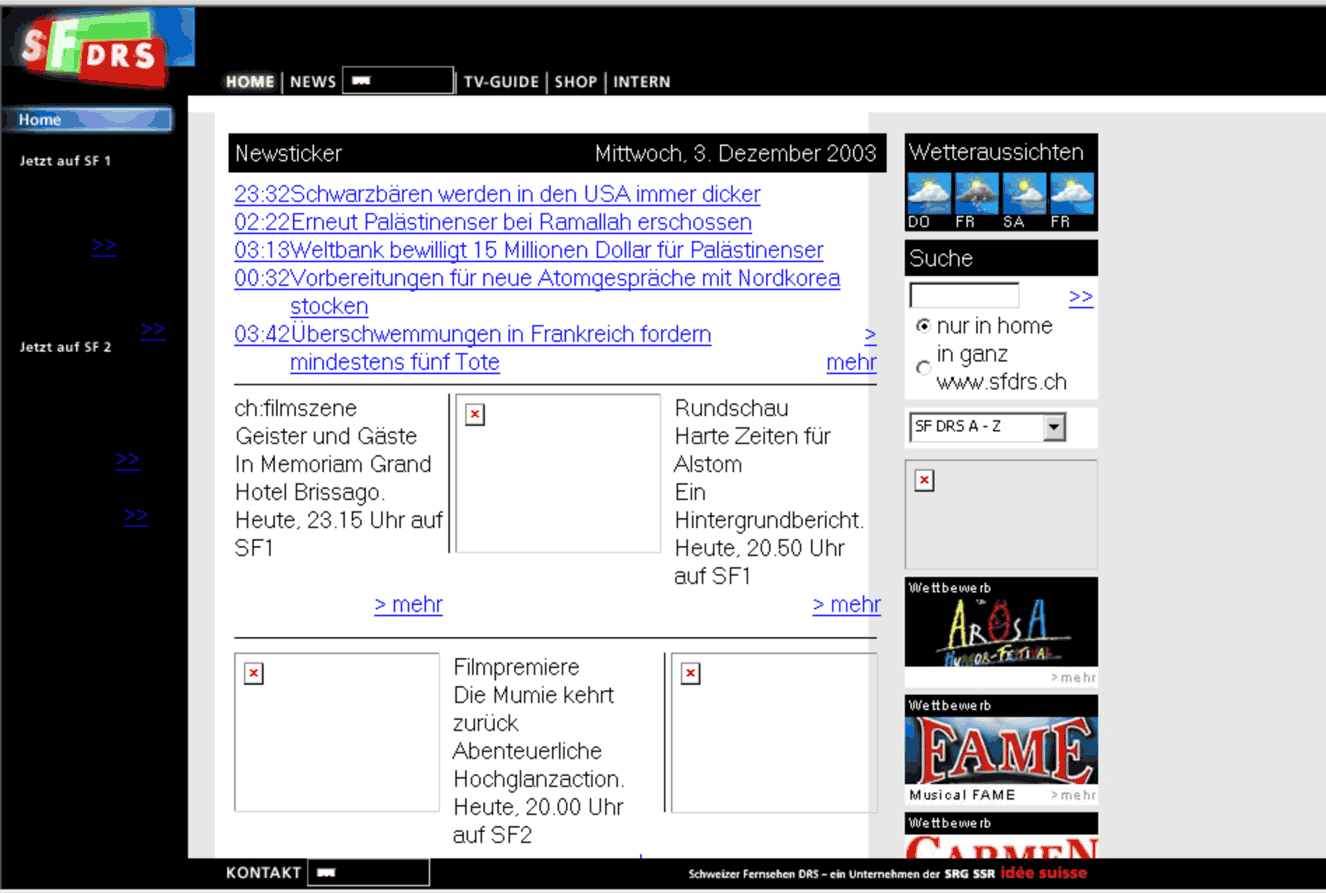 SF DRS
HOME | NEWS | TV-GUIDE | SHOP | INTERN
Home
Jetzt auf SF 1
>>
>>
Jetzt auf SF 2
>>
>>
Newsticker Mittwoch, 3. Dezember 2003
23:32Schwarzbären werden in den USA immer dicker
02:22Erneut Palästinenser bei Ramallah erschossen
03:13Weltbank bewilligt 15 Millionen Dollar für Palästinenser
00:32Vorbereitungen für neue Atomgespräche mit Nordkorea
stocken
03:42Überschwemmungen in Frankreich fordern >
mindestens fünf Tote mehr
ch:filmszene
Geister und Gäste
In Memoriam Grand
Hotel Brissago.
Heute, 23.15 Uhr auf
SF1
> mehr
Rundschau
Harte Zeiten für
Alstom
Ein
Hintergrundbericht.
Heute, 20.50 Uhr
auf SF1
> mehr
Filmpremiere
Die Mumie kehrt
zurück
Abenteuerliche
Hochglanzaction.
Heute, 20.00 Uhr
auf SF2
Wetteraussichten
DO FR SA FR
Suche
>>
nur in home
in ganz
www.sfdrs.ch
SF DRS A - Z
Wettbewerb
AROSA
HUMOR-FESTIVAL
> mehr
Wettbewerb
FAME
Musical FAME > mehr
Wettbewerb
CARMEN
KONTAKT
Schweizer Fernsehen DRS – ein Unternehmen der SRG SSR idée suisse